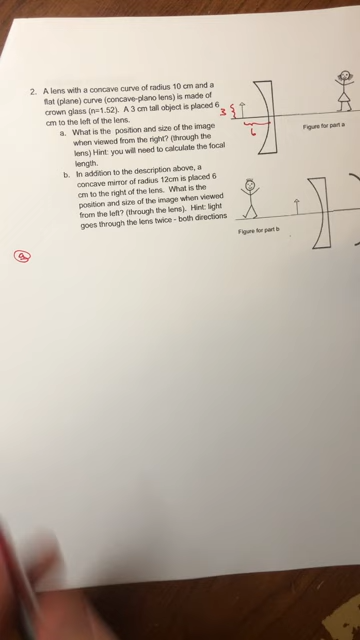 2. A lens with a concave curve of radius 10 cm and a
flat (plane) curve (concave-plano lens) is made of
crown glass (n=1.52). A 3 cm tall object is placed 6
cm to the left of the lens.
a. What is the position and size of the image
when viewed from the right? (through the
lens) Hint: you will need to calculate the focal
length.
b. In addition to the description above, a
concave mirror of radius 12cm is placed 6
cm to the right of the lens. What is the
position and size of the image when viewed
from the left? (through the lens). Hint: light
goes through the lens twice - both directions
3
6
Figure for part a
Figure for part b
a